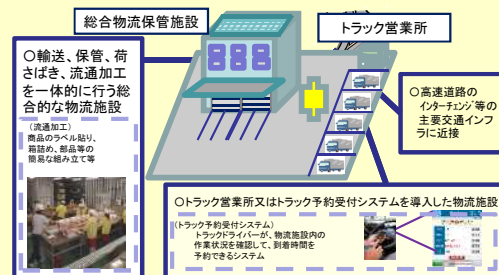 総合物流保管施設
トラック営業所
〇輸送、保管、荷
さばき、流通加工
を一体的に行う総
合的な物流施設
（流通加工）
商品のラベル貼り、
箱詰め、部品等の
簡易な組み立て等
〇高速道路の
インターチェンジ等の
主要交通インフ
ラに近接
〇トラック営業所又はトラック予約受付システムを導入した物流施設
（トラック予約受付システム）
トラックドライバーが、物流施設内の
作業状況を確認して、到着時間を
予約できるシステム